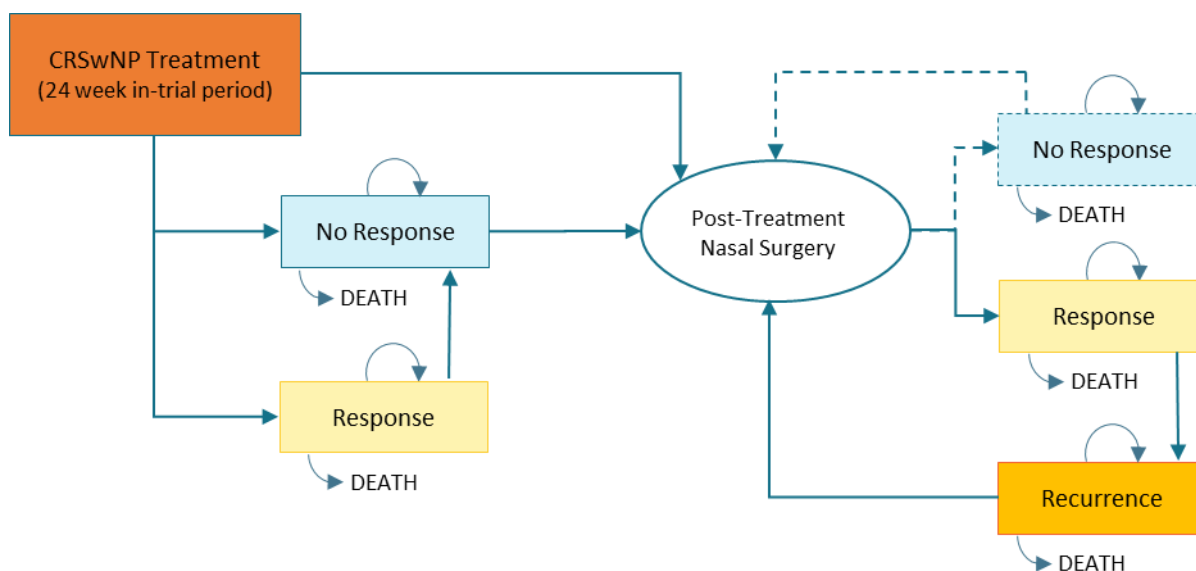 CRSwNP Treatment
(24 week in-trial period)
No Response
DEATH
Response
DEATH
Post-Treatment
Nasal Surgery
No Response
DEATH
Response
DEATH
Recurrence
DEATH